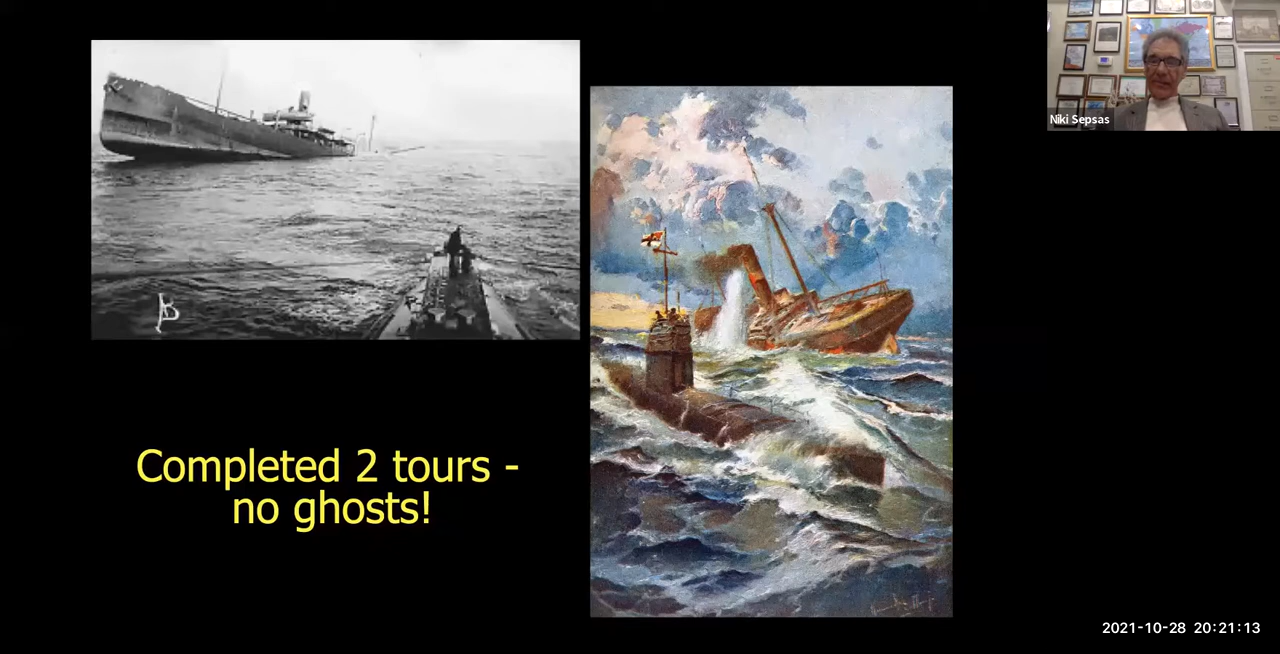 Niki Sepsas
Completed 2 tours -
no ghosts!
2021-10-28 20:21:13